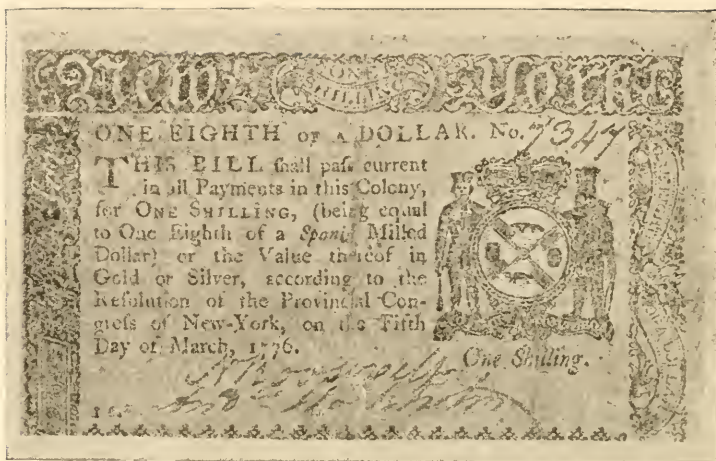 New York
ONE SHILLIN
ONE EIGHTH OF A DOLLAR. No. 7347
THIS BILL ſhall paſs current
in all Payments in this Colony,
for ONE SHILLING, (being equal
to One Eighth of a Spaniſh Milled
Dollar) or the Value thereof in
Gold or Silver, according to the
Reſolution of the Provincial Con-
greſs of New-York, on the Fifth
Day of March, 1776.
One Shilling.